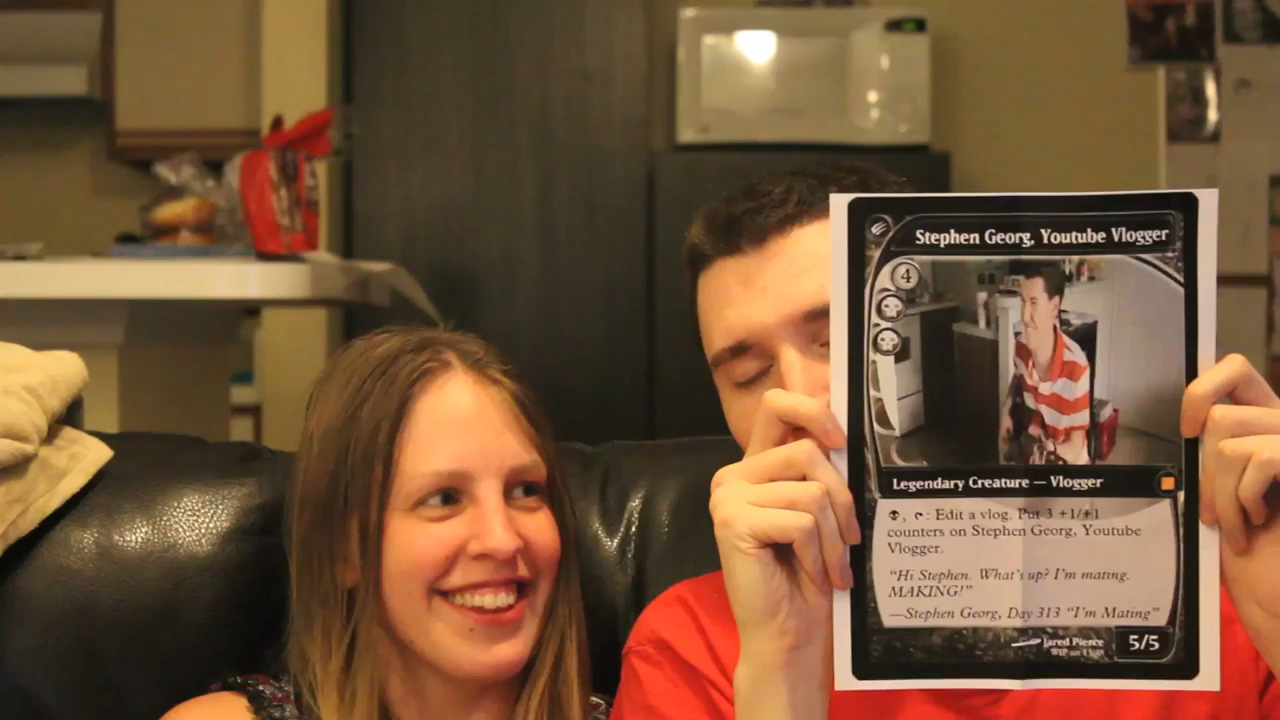 Stephen Georg, Youtube Vlogger
4
Legendary Creature — Vlogger
, : Edit a vlog. Put 3 +1/+1
counters on Stephen Georg, Youtube
Vlogger.
“Hi Stephen. What's up? I'm mating.
MAKING!”
—Stephen Georg, Day 313 “I'm Mating”
Jared Pierce
5/5